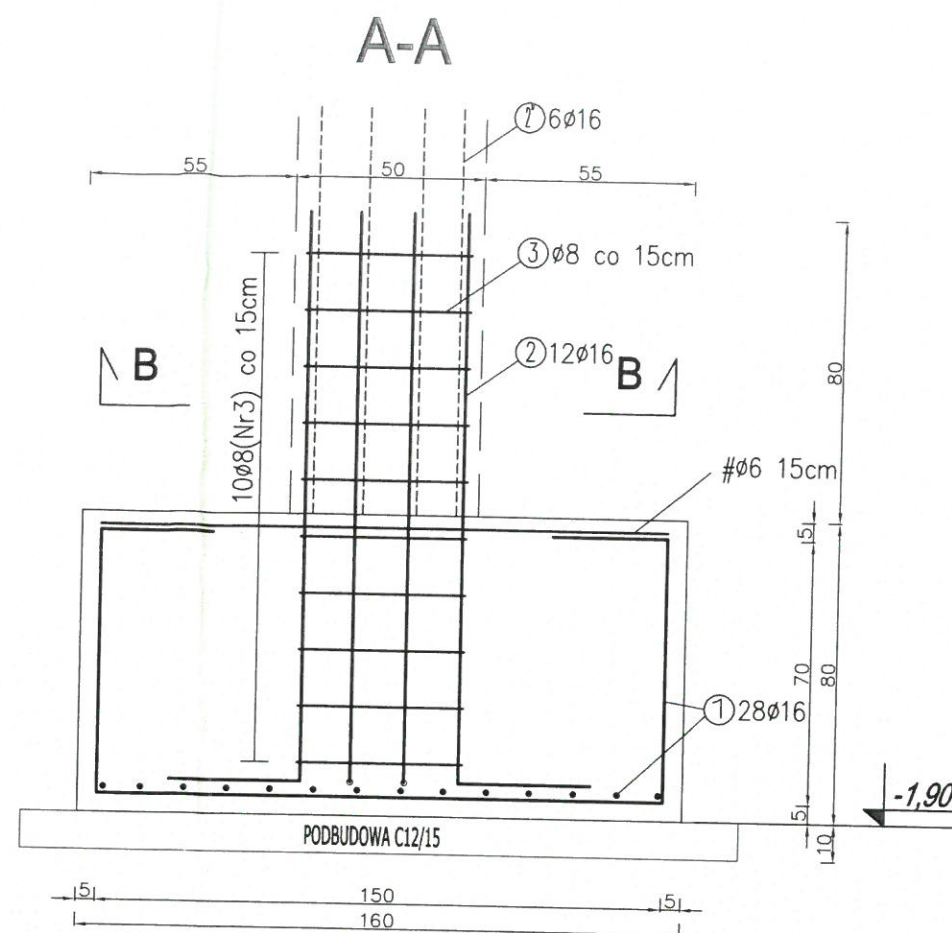 A-A
2' 6ø16
55 50 55
3 ø8 co 15cm
10ø8(Nr3) co 15cm
B
2 12ø16
B
80
#ø6 15cm
5
70
80
1 28ø16
-1,90
5
PODBUDOWA C12/15
10
5 150 5
160